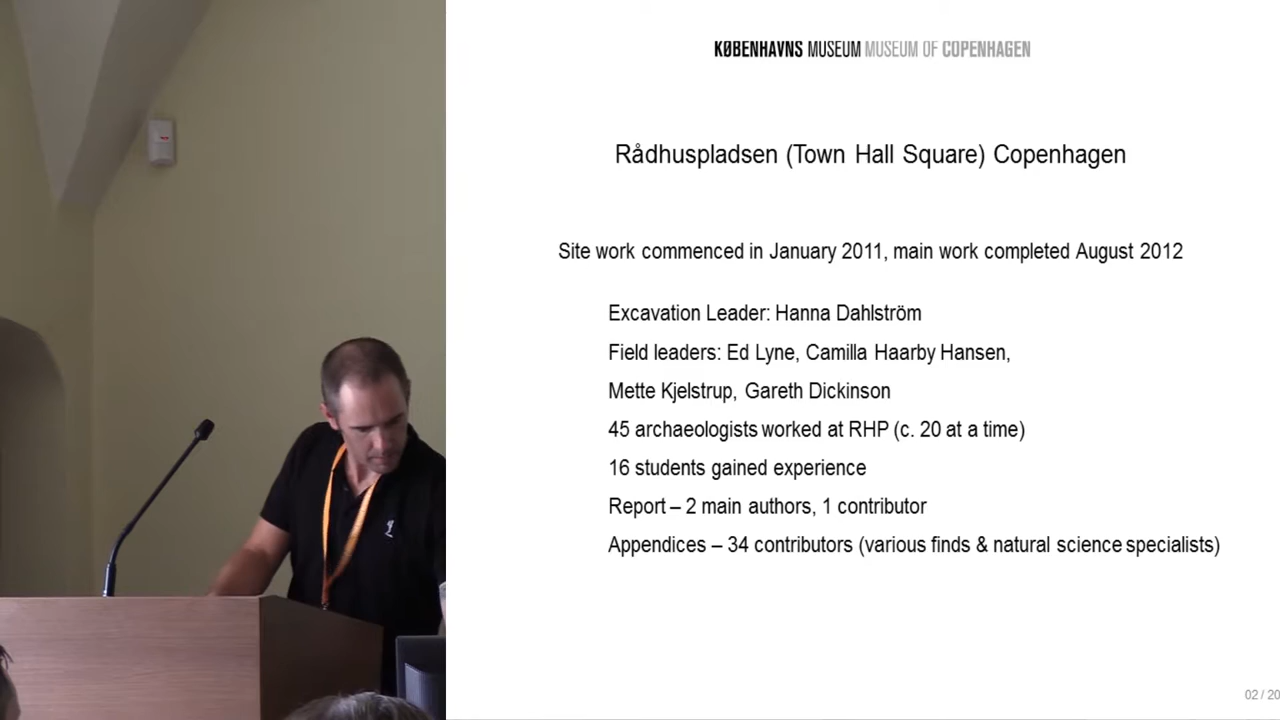 KØBENHAVNS MUSEUM MUSEUM OF COPENHAGEN
Rådhuspladsen (Town Hall Square) Copenhagen
Site work commenced in January 2011, main work completed August 2012
Excavation Leader: Hanna Dahlström
Field leaders: Ed Lyne, Camilla Haarby Hansen,
Mette Kjelstrup, Gareth Dickinson
45 archaeologists worked at RHP (c. 20 at a time)
16 students gained experience
Report – 2 main authors, 1 contributor
Appendices – 34 contributors (various finds & natural science specialists)
02 / 20